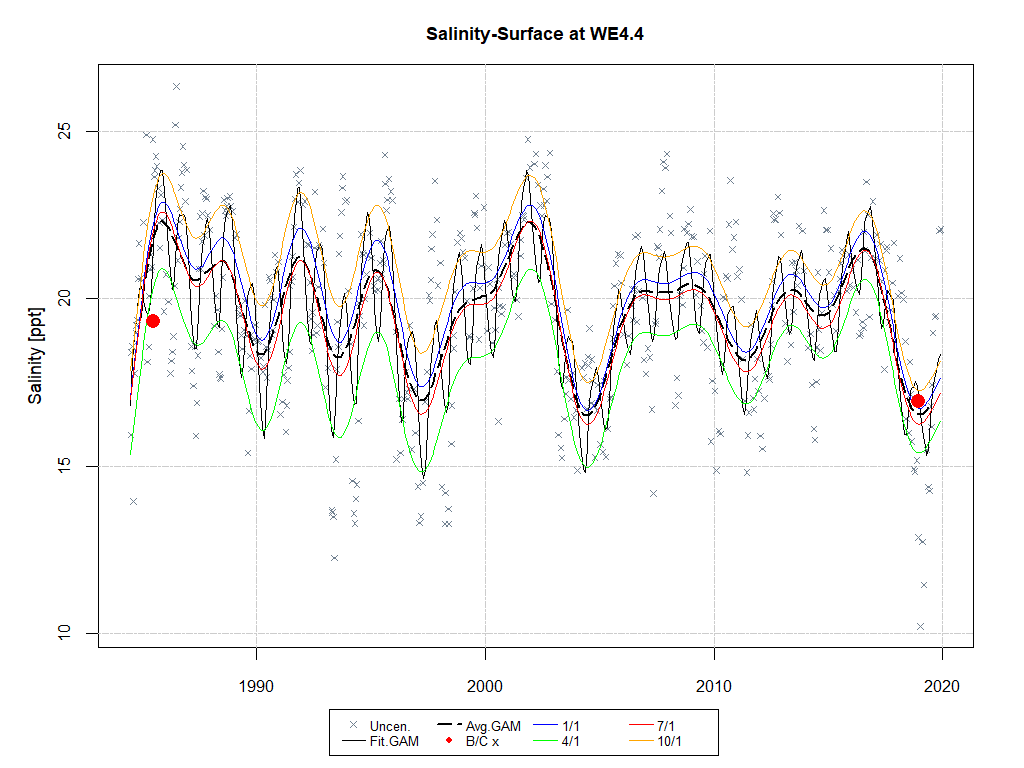 Salinity-Surface at WE4.4
Salinity [ppt]
25
20
15
10
1990
2000
2010
2020
Uncen. Avg.GAM 1/1 7/1
Fit.GAM B/C x 4/1 10/1